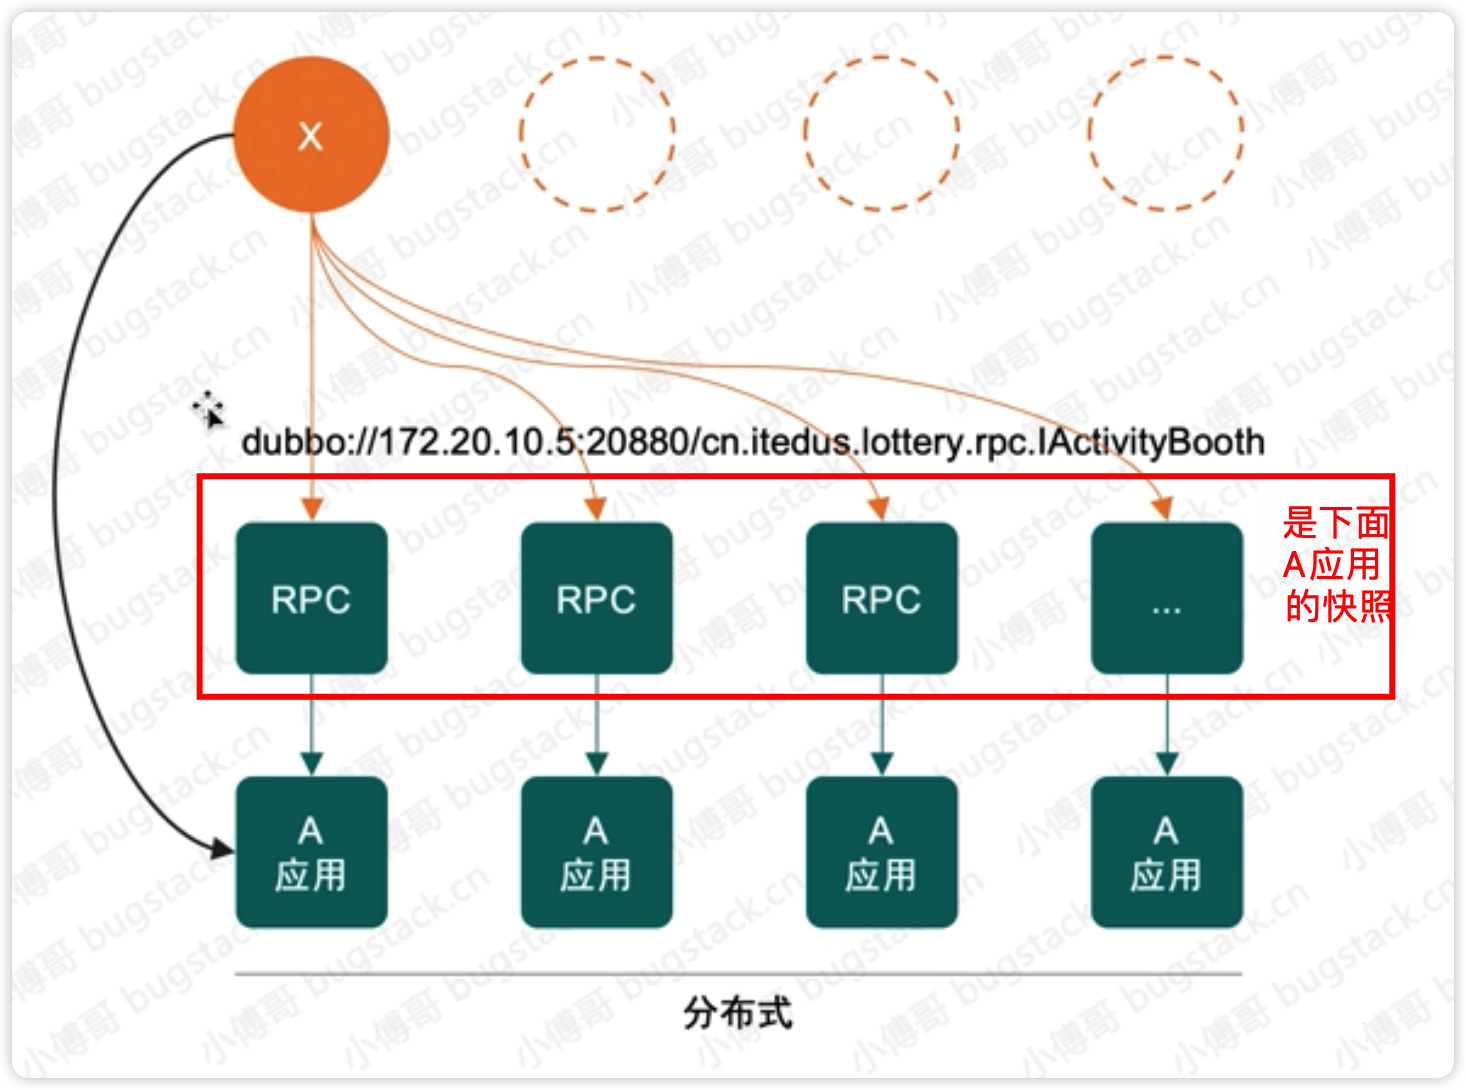 X
dubbo://172.20.10.5:20880/cn.itedus.lottery.rpc.IActivityBooth
RPC
RPC
RPC
...
是下面
A应用
的快照
A
应用
A
应用
A
应用
A
应用
分布式
小傅哥 bugstack.cn